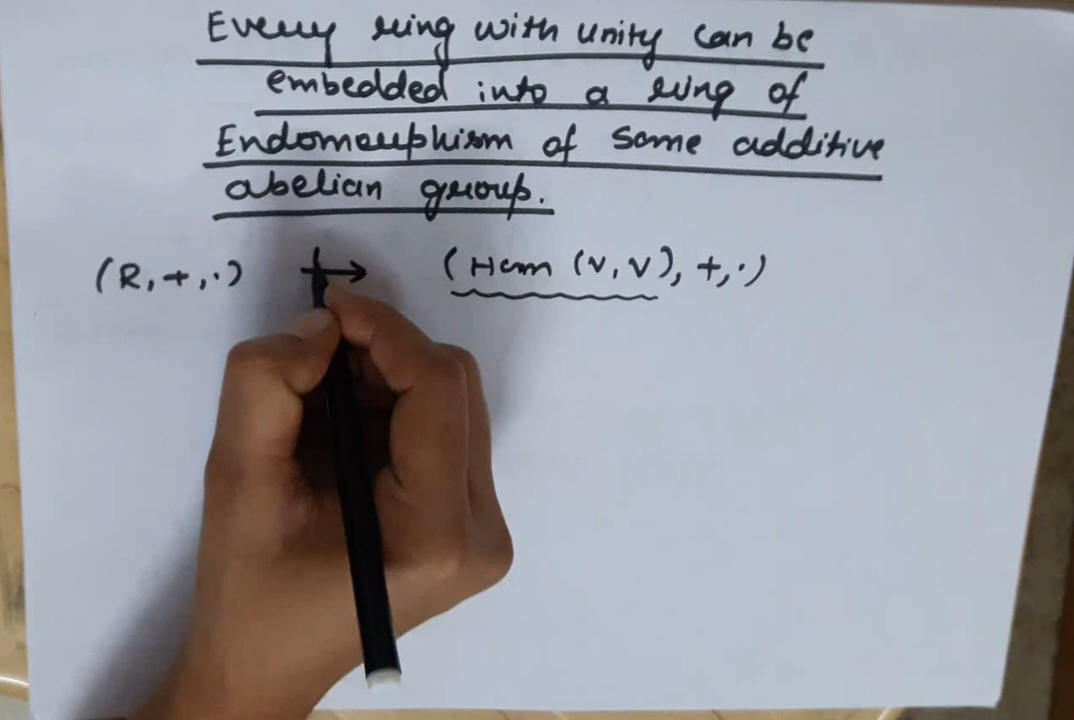 Every ring with unity can be
embedded into a ring of
Endomorphism of some additive
abelian group.
(R, +, ·) → (Hom (V, V), +, ·)